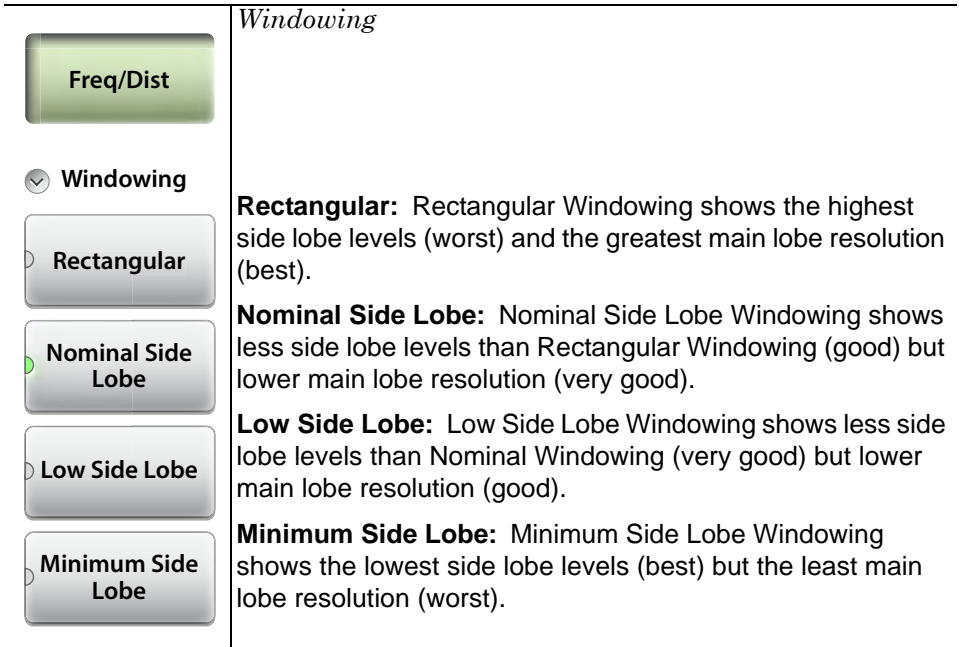 Windowing
Freq/Dist
Windowing
Rectangular
Nominal Side
Lobe
Low Side Lobe
Minimum Side
Lobe
Rectangular: Rectangular Windowing shows the highest
side lobe levels (worst) and the greatest main lobe resolution
(best).
Nominal Side Lobe: Nominal Side Lobe Windowing shows
less side lobe levels than Rectangular Windowing (good) but
lower main lobe resolution (very good).
Low Side Lobe: Low Side Lobe Windowing shows less side
lobe levels than Nominal Windowing (very good) but lower
main lobe resolution (good).
Minimum Side Lobe: Minimum Side Lobe Windowing
shows the lowest side lobe levels (best) but the least main
lobe resolution (worst).